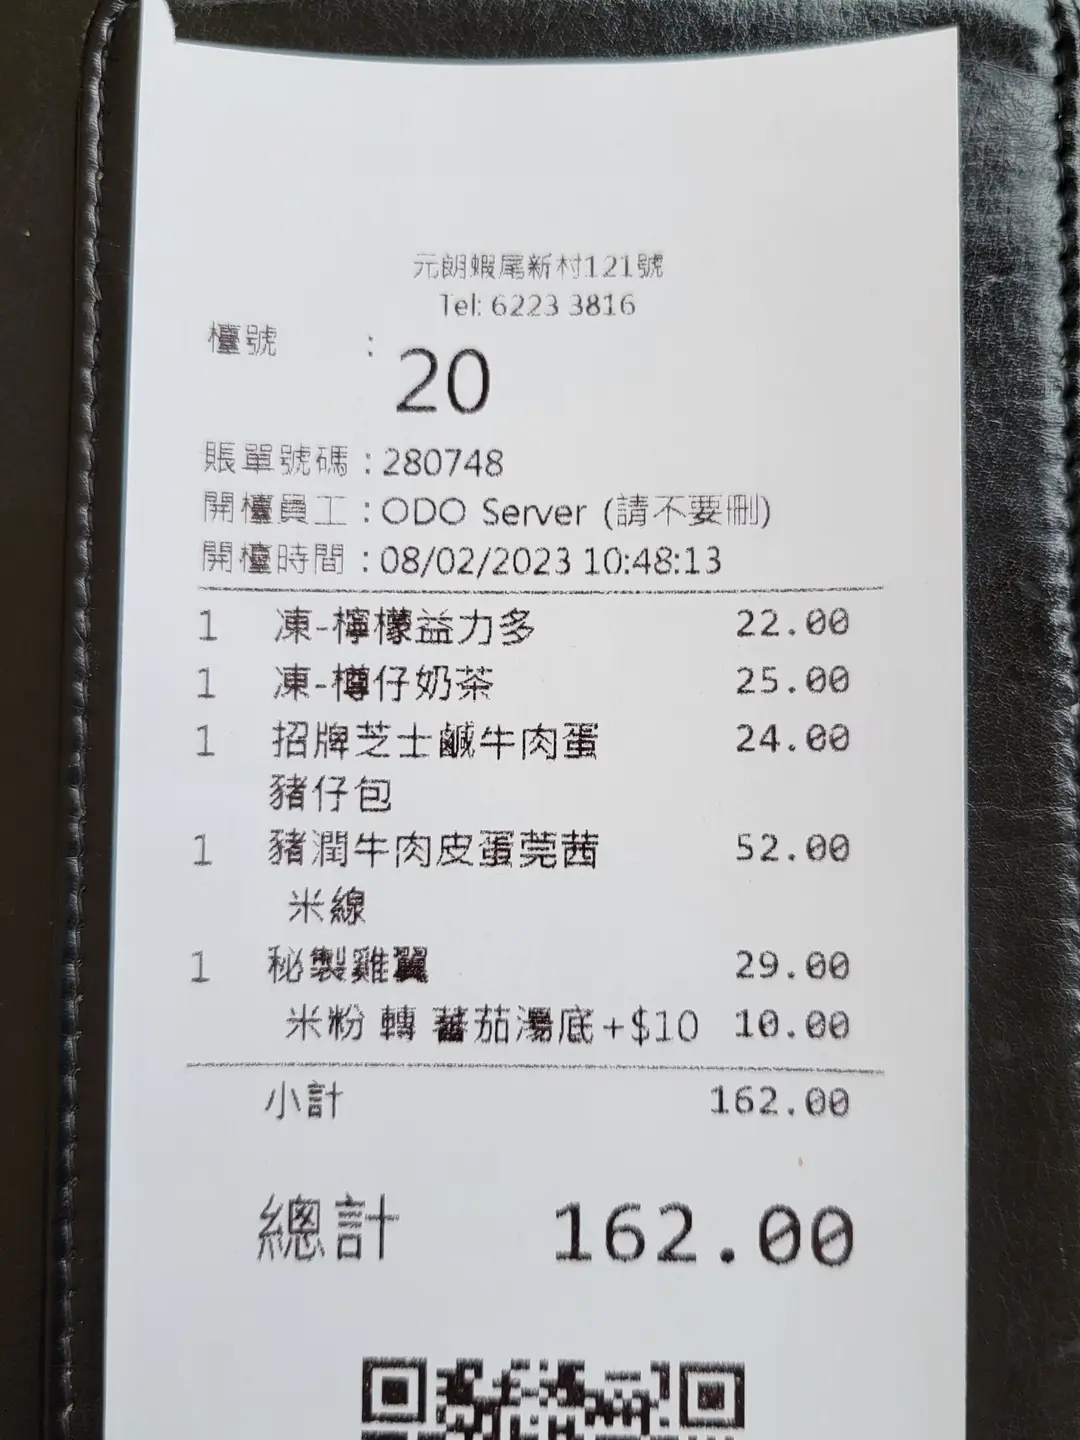 元朗蝦尾新村121號
Tel: 6223 3816
檯號 :
20
賬單號碼 : 280748
開檯員工 : ODO Server (請不要刪)
開檯時間 : 08/02/2023 10:48:13
1 凍-檸檬益力多 22.00
1 凍-樽仔奶茶 25.00
1 招牌芝士鹹牛肉蛋 24.00
豬仔包
1 豬潤牛肉皮蛋莞茜 52.00
米線
1 秘製雞翼 29.00
米粉 轉 蕃茄湯底+$10 10.00
小計 162.00
總計 162.00